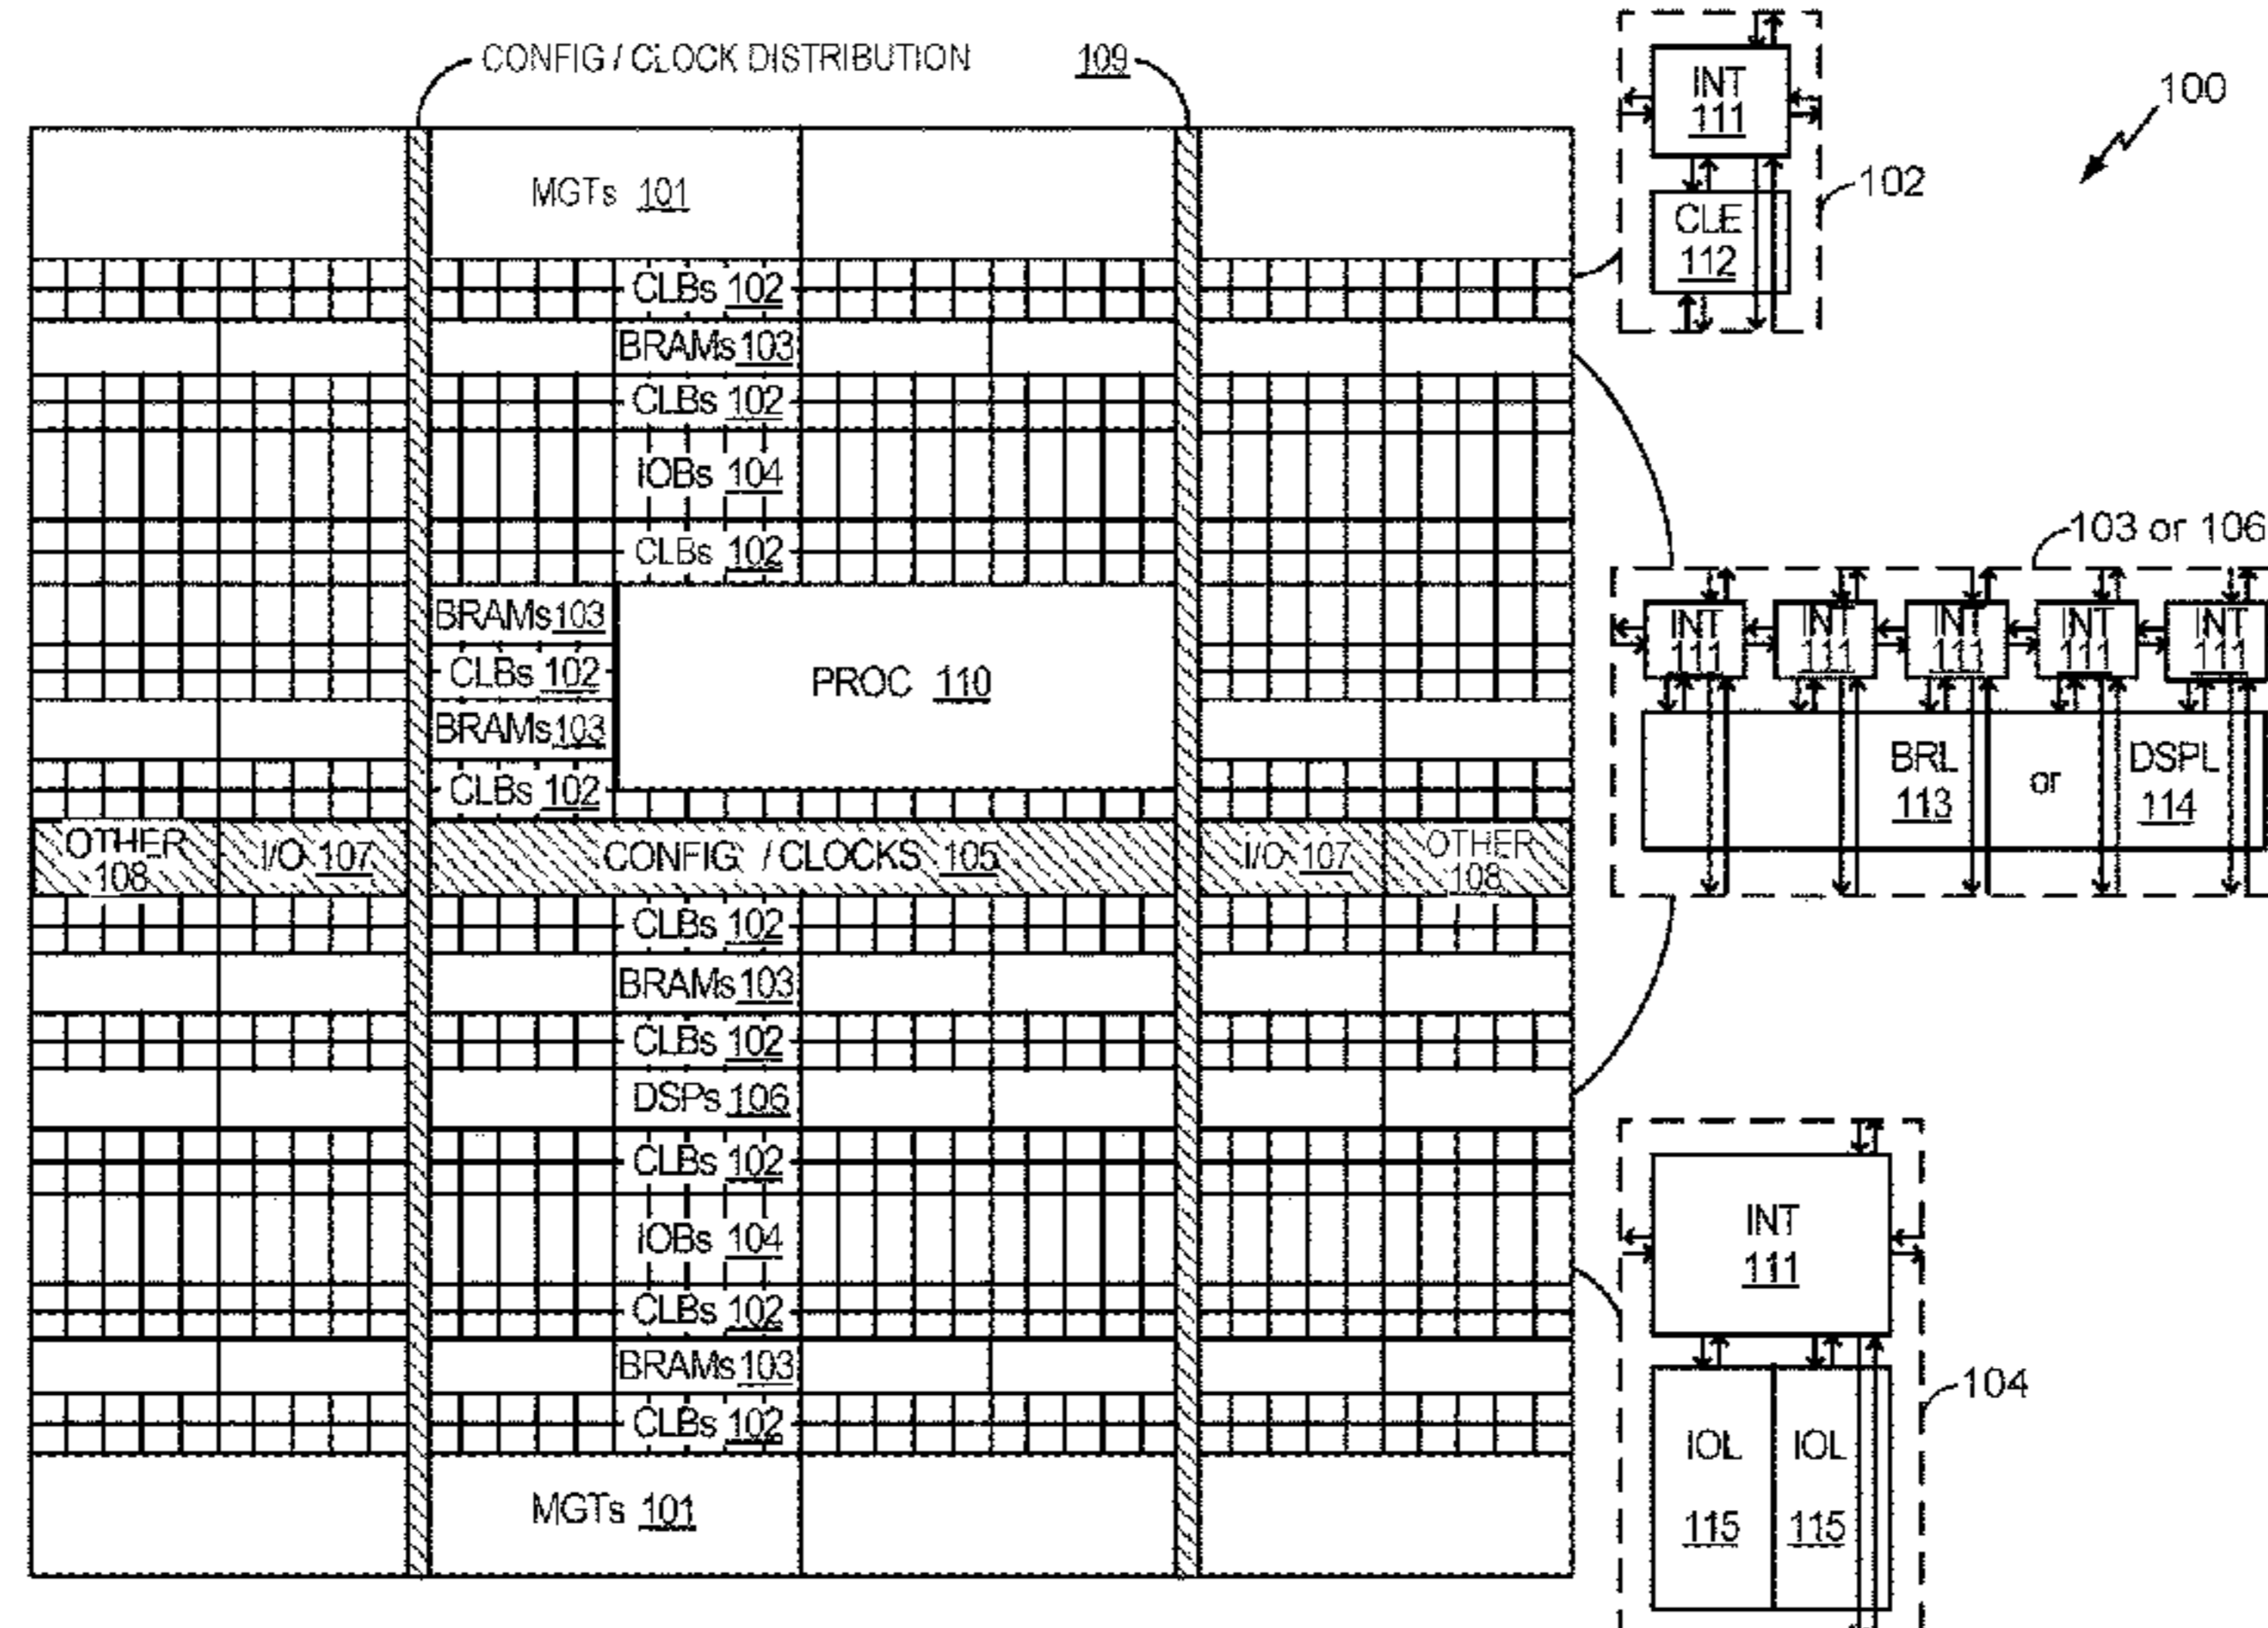 CONFIG / CLOCK DISTRIBUTION 109
MGTs 101
CLBs 102
BRAMs 103
CLBs 102
IOBs 104
CLBs 102
BRAMs 103
CLBs 102
BRAMs 103
CLBs 102
PROC 110
OTHER 108
I/O 107
CONFIG / CLOCKS 105
I/O 107
OTHER 108
CLBs 102
BRAMs 103
CLBs 102
DSPs 106
CLBs 102
IOBs 104
CLBs 102
BRAMs 103
CLBs 102
MGTs 101
100
INT
111
CLE
112
102
103 or 106
INT
111
INT
111
INT
111
INT
111
INT
111
BRL
113
or
DSPL
114
INT
111
IOL
115
IOL
115
104